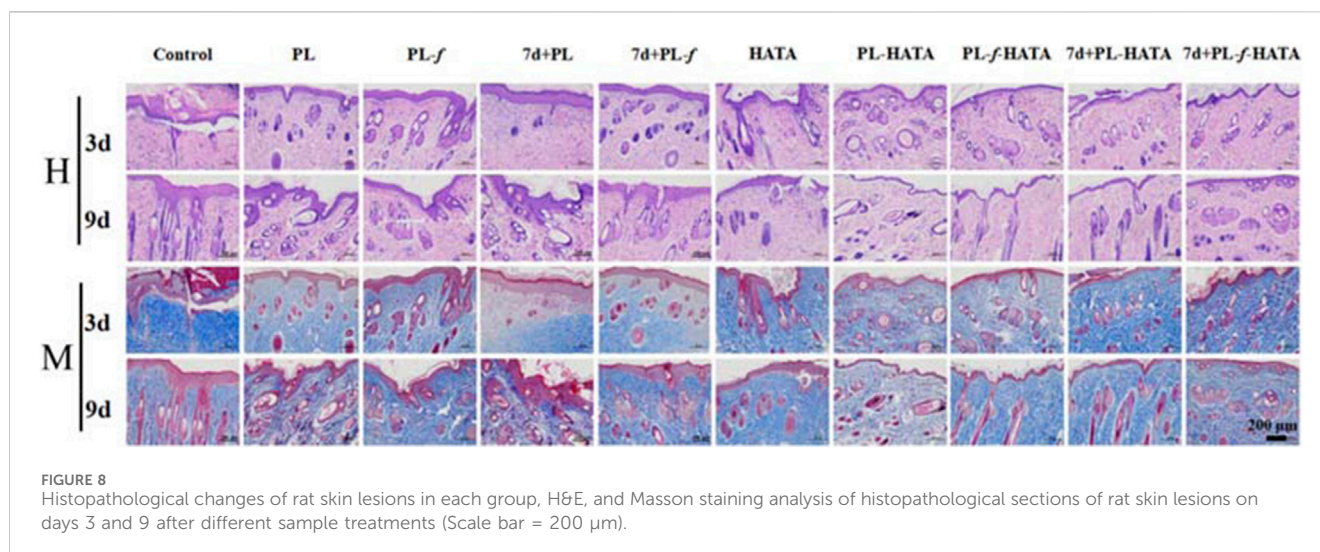 Control PL PL-f 7d+PL 7d+PL-f HATA PL-HATA PL-f-HATA 7d+PL-HATA 7d+PL-f-HATA
H
3d
9d
M
3d
9d
200 μm
FIGURE 8
Histopathological changes of rat skin lesions in each group, H&E, and Masson staining analysis of histopathological sections of rat skin lesions on
days 3 and 9 after different sample treatments (Scale bar = 200 μm).